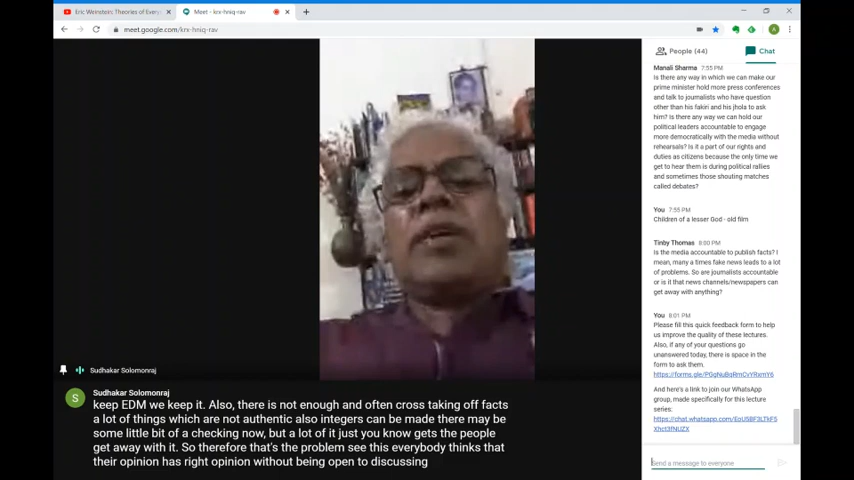 Eric Weinstein: Theories of Every
Meet - krx-hniq-rav
meet.google.com/krx-hniq-rav
People (44)
Chat
Manali Sharma 7:55 PM
Is there any way in which we can make our
prime minister hold more press conferences
and talk to journalists who have question
other than his fakiri and his jhola to ask
him? Is there any way we can hold our
political leaders accountable to engage
more democratically with the media without
rehearsals? Is it a part of our rights and
duties as citizens because the only time we
get to hear them is during political rallies
and sometimes those shouting matches
called debates?
You 7:55 PM
Children of a lesser God - old film
Tinby Thomas 8:00 PM
Is the media accountable to publish facts? I
mean, many a times fake news leads to a lot
of problems. So are journalists accountable
or is it that news channels/newspapers can
get away with anything?
You 8:01 PM
Please fill this quick feedback form to help
us improve the quality of these lectures.
Also, if any of your questions go
unanswered today, there is space in the
form to ask them.
https://forms.gle/PGgNuBqRmCvYRxmY6
And here's a link to join our WhatsApp
group, made specifically for this lecture
series:
https://chat.whatsapp.com/EoU5BF3LTkF5
Xhct3fNUZX
Send a message to everyone
Sudhakar Solomonraj
S
Sudhakar Solomonraj
keep EDM we keep it. Also, there is not enough and often cross taking off facts
a lot of things which are not authentic also integers can be made there may be
some little bit of a checking now, but a lot of it just you know gets the people
get away with it. So therefore that's the problem see this everybody thinks that
their opinion has right opinion without being open to discussing